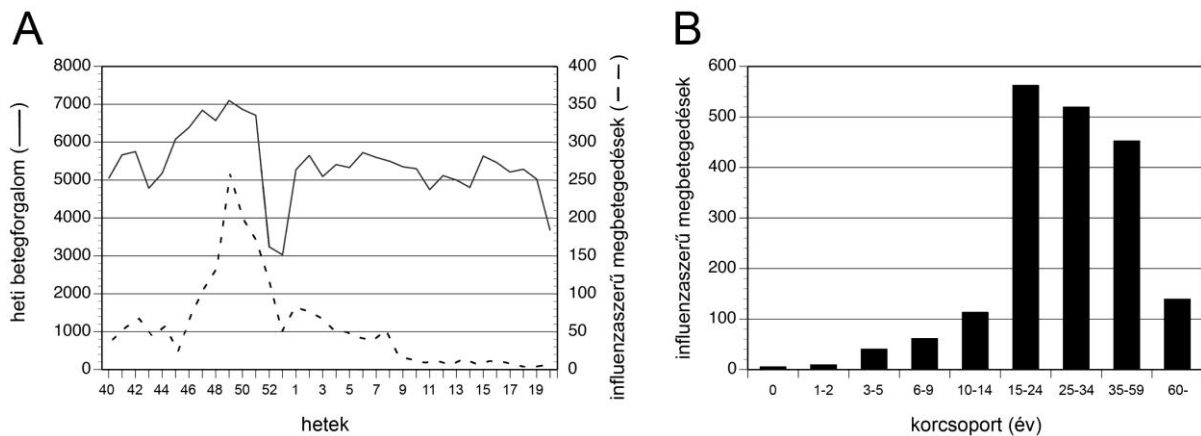 A
heti betegforgalom (——)
8000
7000
6000
5000
4000
3000
2000
1000
0
400
350
300
250
200
150
100
50
0
influenzaszerű megbetegedések (— —)
40 42 44 46 48 50 52 1 3 5 7 9 11 13 15 17 19
hetek
B
influenzaszerű megbetegedések
600
500
400
300
200
100
0
0 1-2 3-5 6-9 10-14 15-24 25-34 35-59 60-
korcsoport (év)